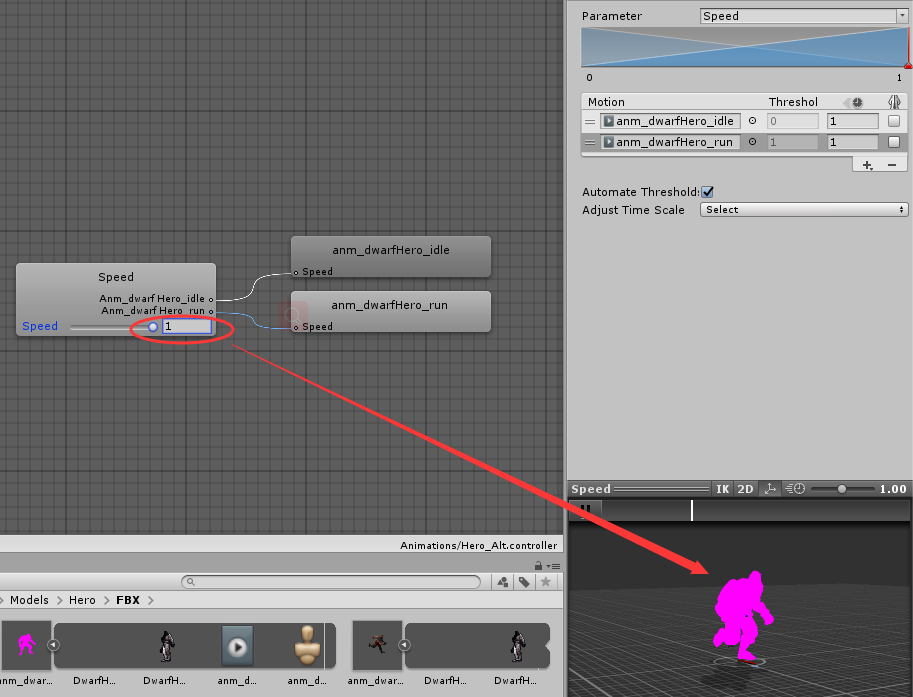 Parameter Speed
0 1
Motion Threshol
anm_dwarfHero_idle 0 1
anm_dwarfHero_run 1 1
+ −
Automate Threshold:
Adjust Time Scale Select
anm_dwarfHero_idle
Speed
Speed
Anm_dwarf Hero_idle
Anm_dwarf Hero_run
Speed 1
anm_dwarfHero_run
Speed
Speed IK 2D 1.00
Animations/Hero_Alt.controller
Models > Hero > FBX >
anm_dwar... DwarfH... DwarfH... anm_d... anm_d... anm_dwar... DwarfH... DwarfH...